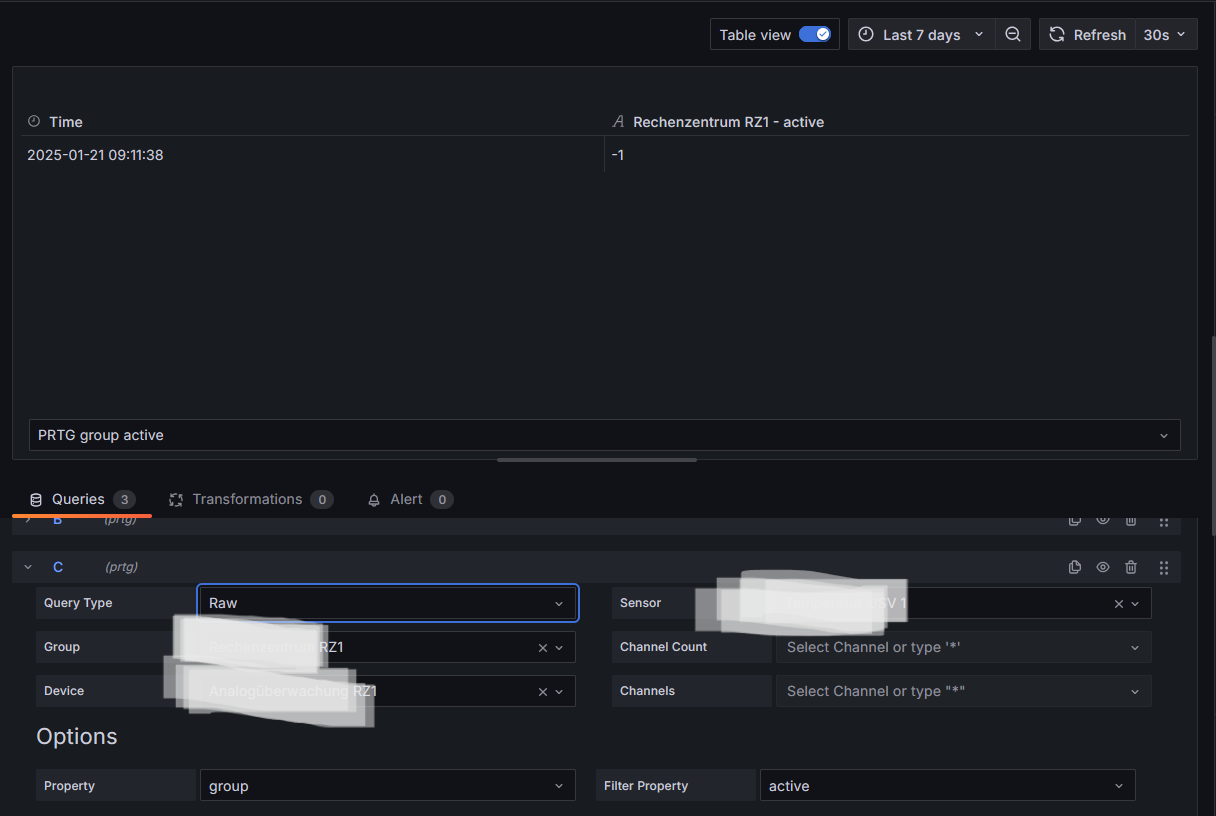 Table view Last 7 days Refresh 30s
Time Rechenzentrum RZ1 - active
2025-01-21 09:11:38 -1
PRTG group active
Queries 3 Transformations 0 Alert 0
B (prtg)
C (prtg)
Query Type Raw Sensor 1
Group RZ1 Channel Count Select Channel or type '*'
Device Analogüberwachung RZ1 Channels Select Channel or type "*"
Options
Property group Filter Property active